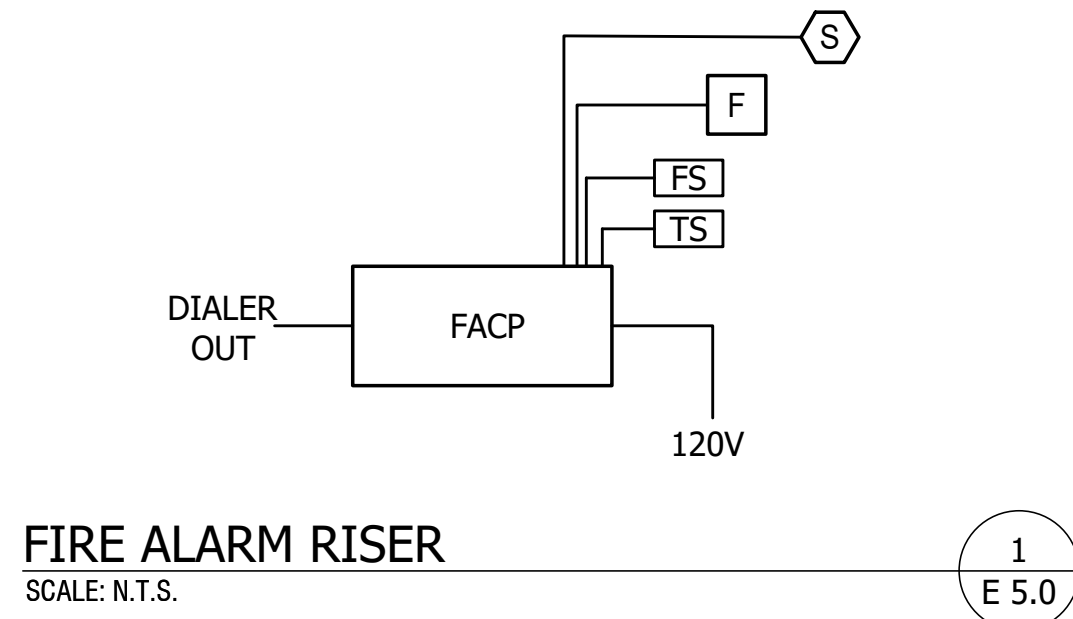 S
F
FS
TS
DIALER
OUT
FACP
120V
FIRE ALARM RISER
SCALE: N.T.S.
1
E 5.0